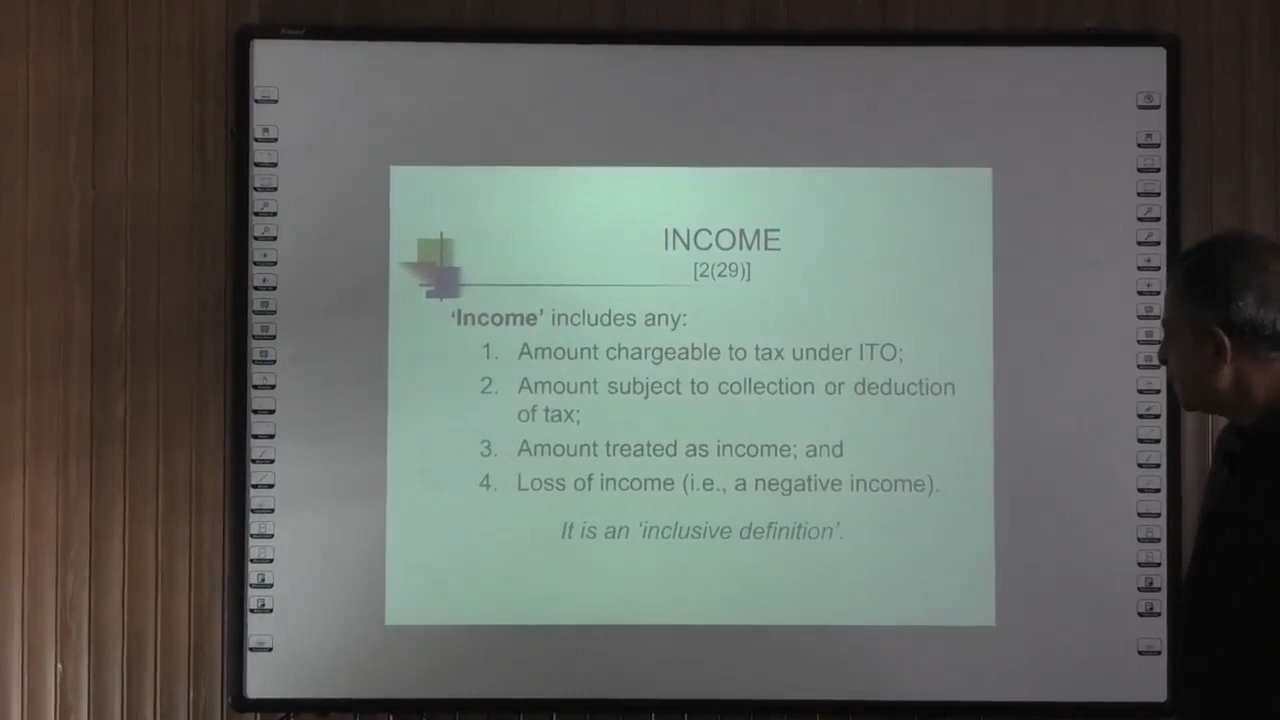 INCOME
[2(29)]
‘Income’ includes any:
1. Amount chargeable to tax under ITO;
2. Amount subject to collection or deduction
of tax;
3. Amount treated as income; and
4. Loss of income (i.e., a negative income).
It is an ‘inclusive definition’.